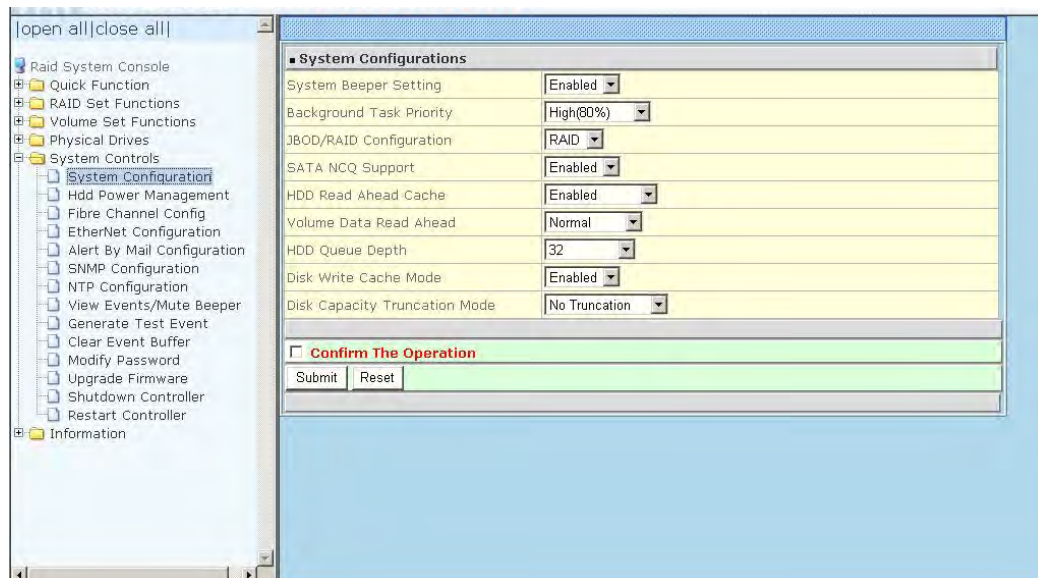 |open all|close all|
Raid System Console
Quick Function
RAID Set Functions
Volume Set Functions
Physical Drives
System Controls
System Configuration
Hdd Power Management
Fibre Channel Config
EtherNet Configuration
Alert By Mail Configuration
SNMP Configuration
NTP Configuration
View Events/Mute Beeper
Generate Test Event
Clear Event Buffer
Modify Password
Upgrade Firmware
Shutdown Controller
Restart Controller
Information
System Configurations
System Beeper Setting Enabled
Background Task Priority High(80%)
JBOD/RAID Configuration RAID
SATA NCQ Support Enabled
HDD Read Ahead Cache Enabled
Volume Data Read Ahead Normal
HDD Queue Depth 32
Disk Write Cache Mode Enabled
Disk Capacity Truncation Mode No Truncation
Confirm The Operation
Submit Reset